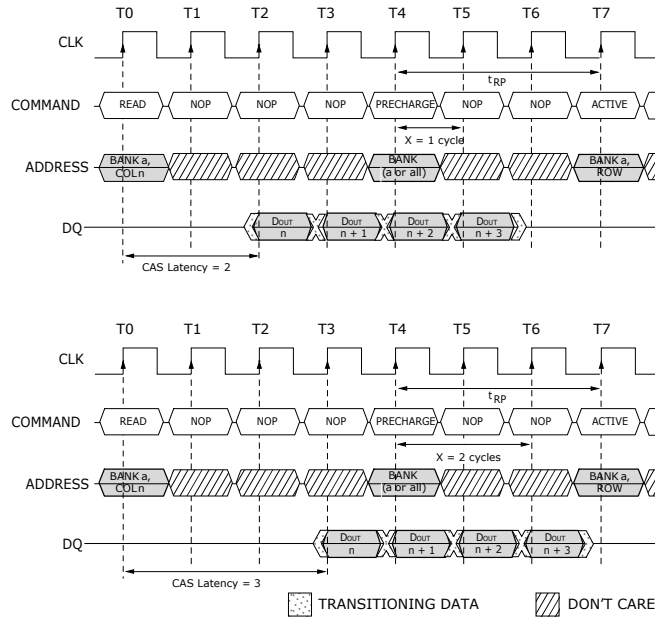 T0 T1 T2 T3 T4 T5 T6 T7
CLK
tRP
COMMAND READ NOP NOP NOP PRECHARGE NOP NOP ACTIVE
X = 1 cycle
ADDRESS BANK a, COLn BANK (a or all) BANK a, ROW
DQ DOUT n DOUT n + 1 DOUT n + 2 DOUT n + 3
CAS Latency = 2
T0 T1 T2 T3 T4 T5 T6 T7
CLK
tRP
COMMAND READ NOP NOP NOP PRECHARGE NOP NOP ACTIVE
X = 2 cycles
ADDRESS BANK a, COLn BANK (a or all) BANK a, ROW
DQ DOUT n DOUT n + 1 DOUT n + 2 DOUT n + 3
CAS Latency = 3
TRANSITIONING DATA DON'T CARE